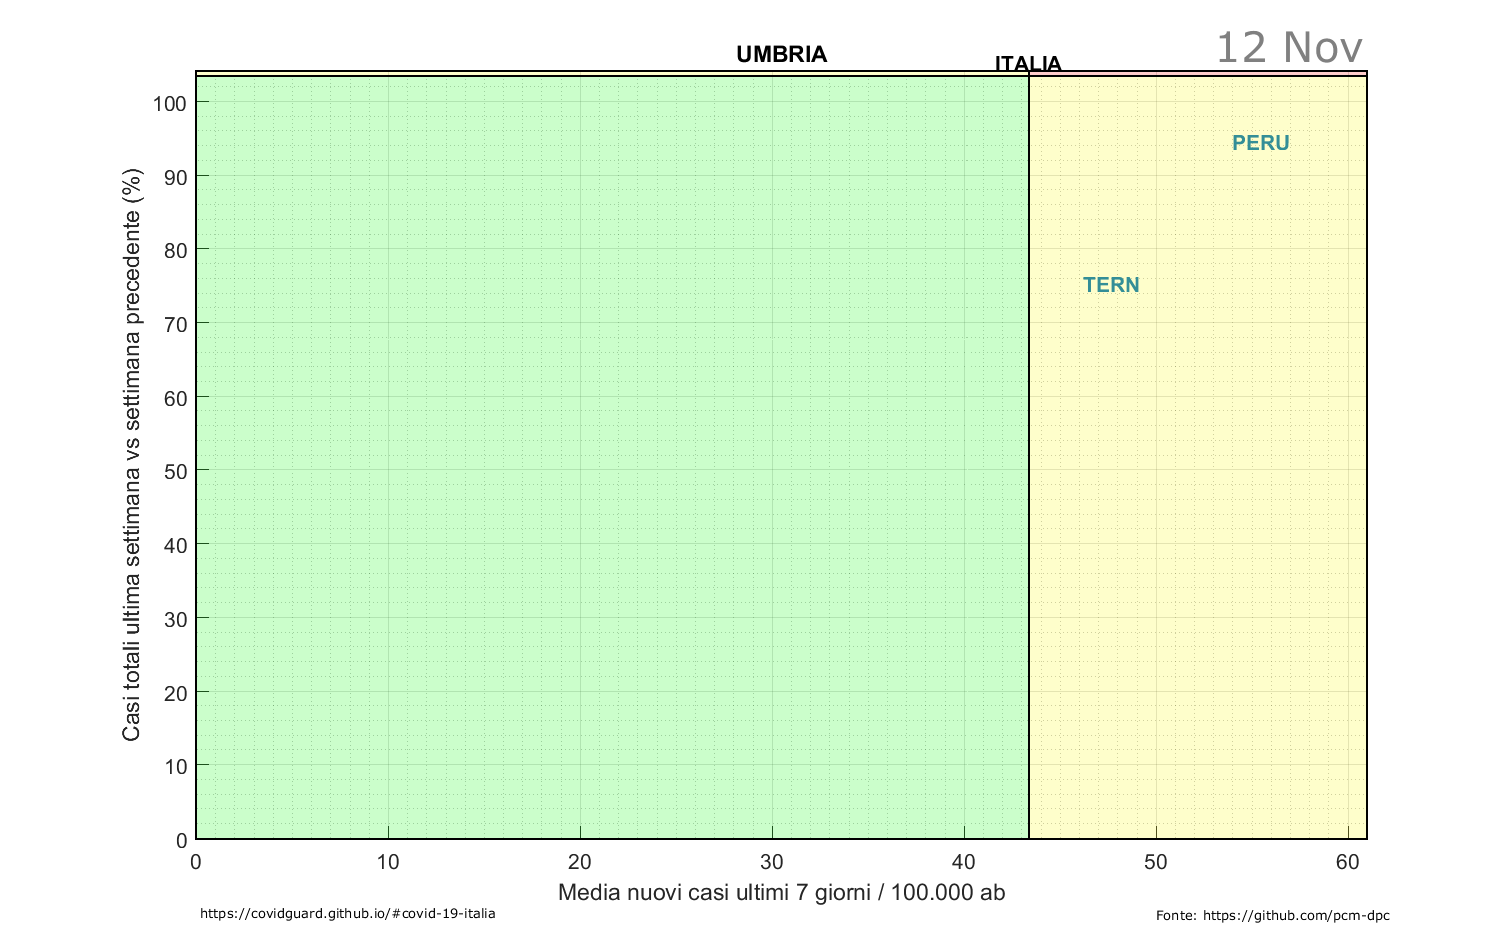 UMBRIA
12 Nov
ITALIA
100
90
80
70
60
50
40
30
20
10
0
Casi totali ultima settimana vs settimana precedente (%)
PERU
TERN
0
10
20
30
40
50
60
Media nuovi casi ultimi 7 giorni / 100.000 ab
https://covidguard.github.io/#covid-19-italia
Fonte: https://github.com/pcm-dpc